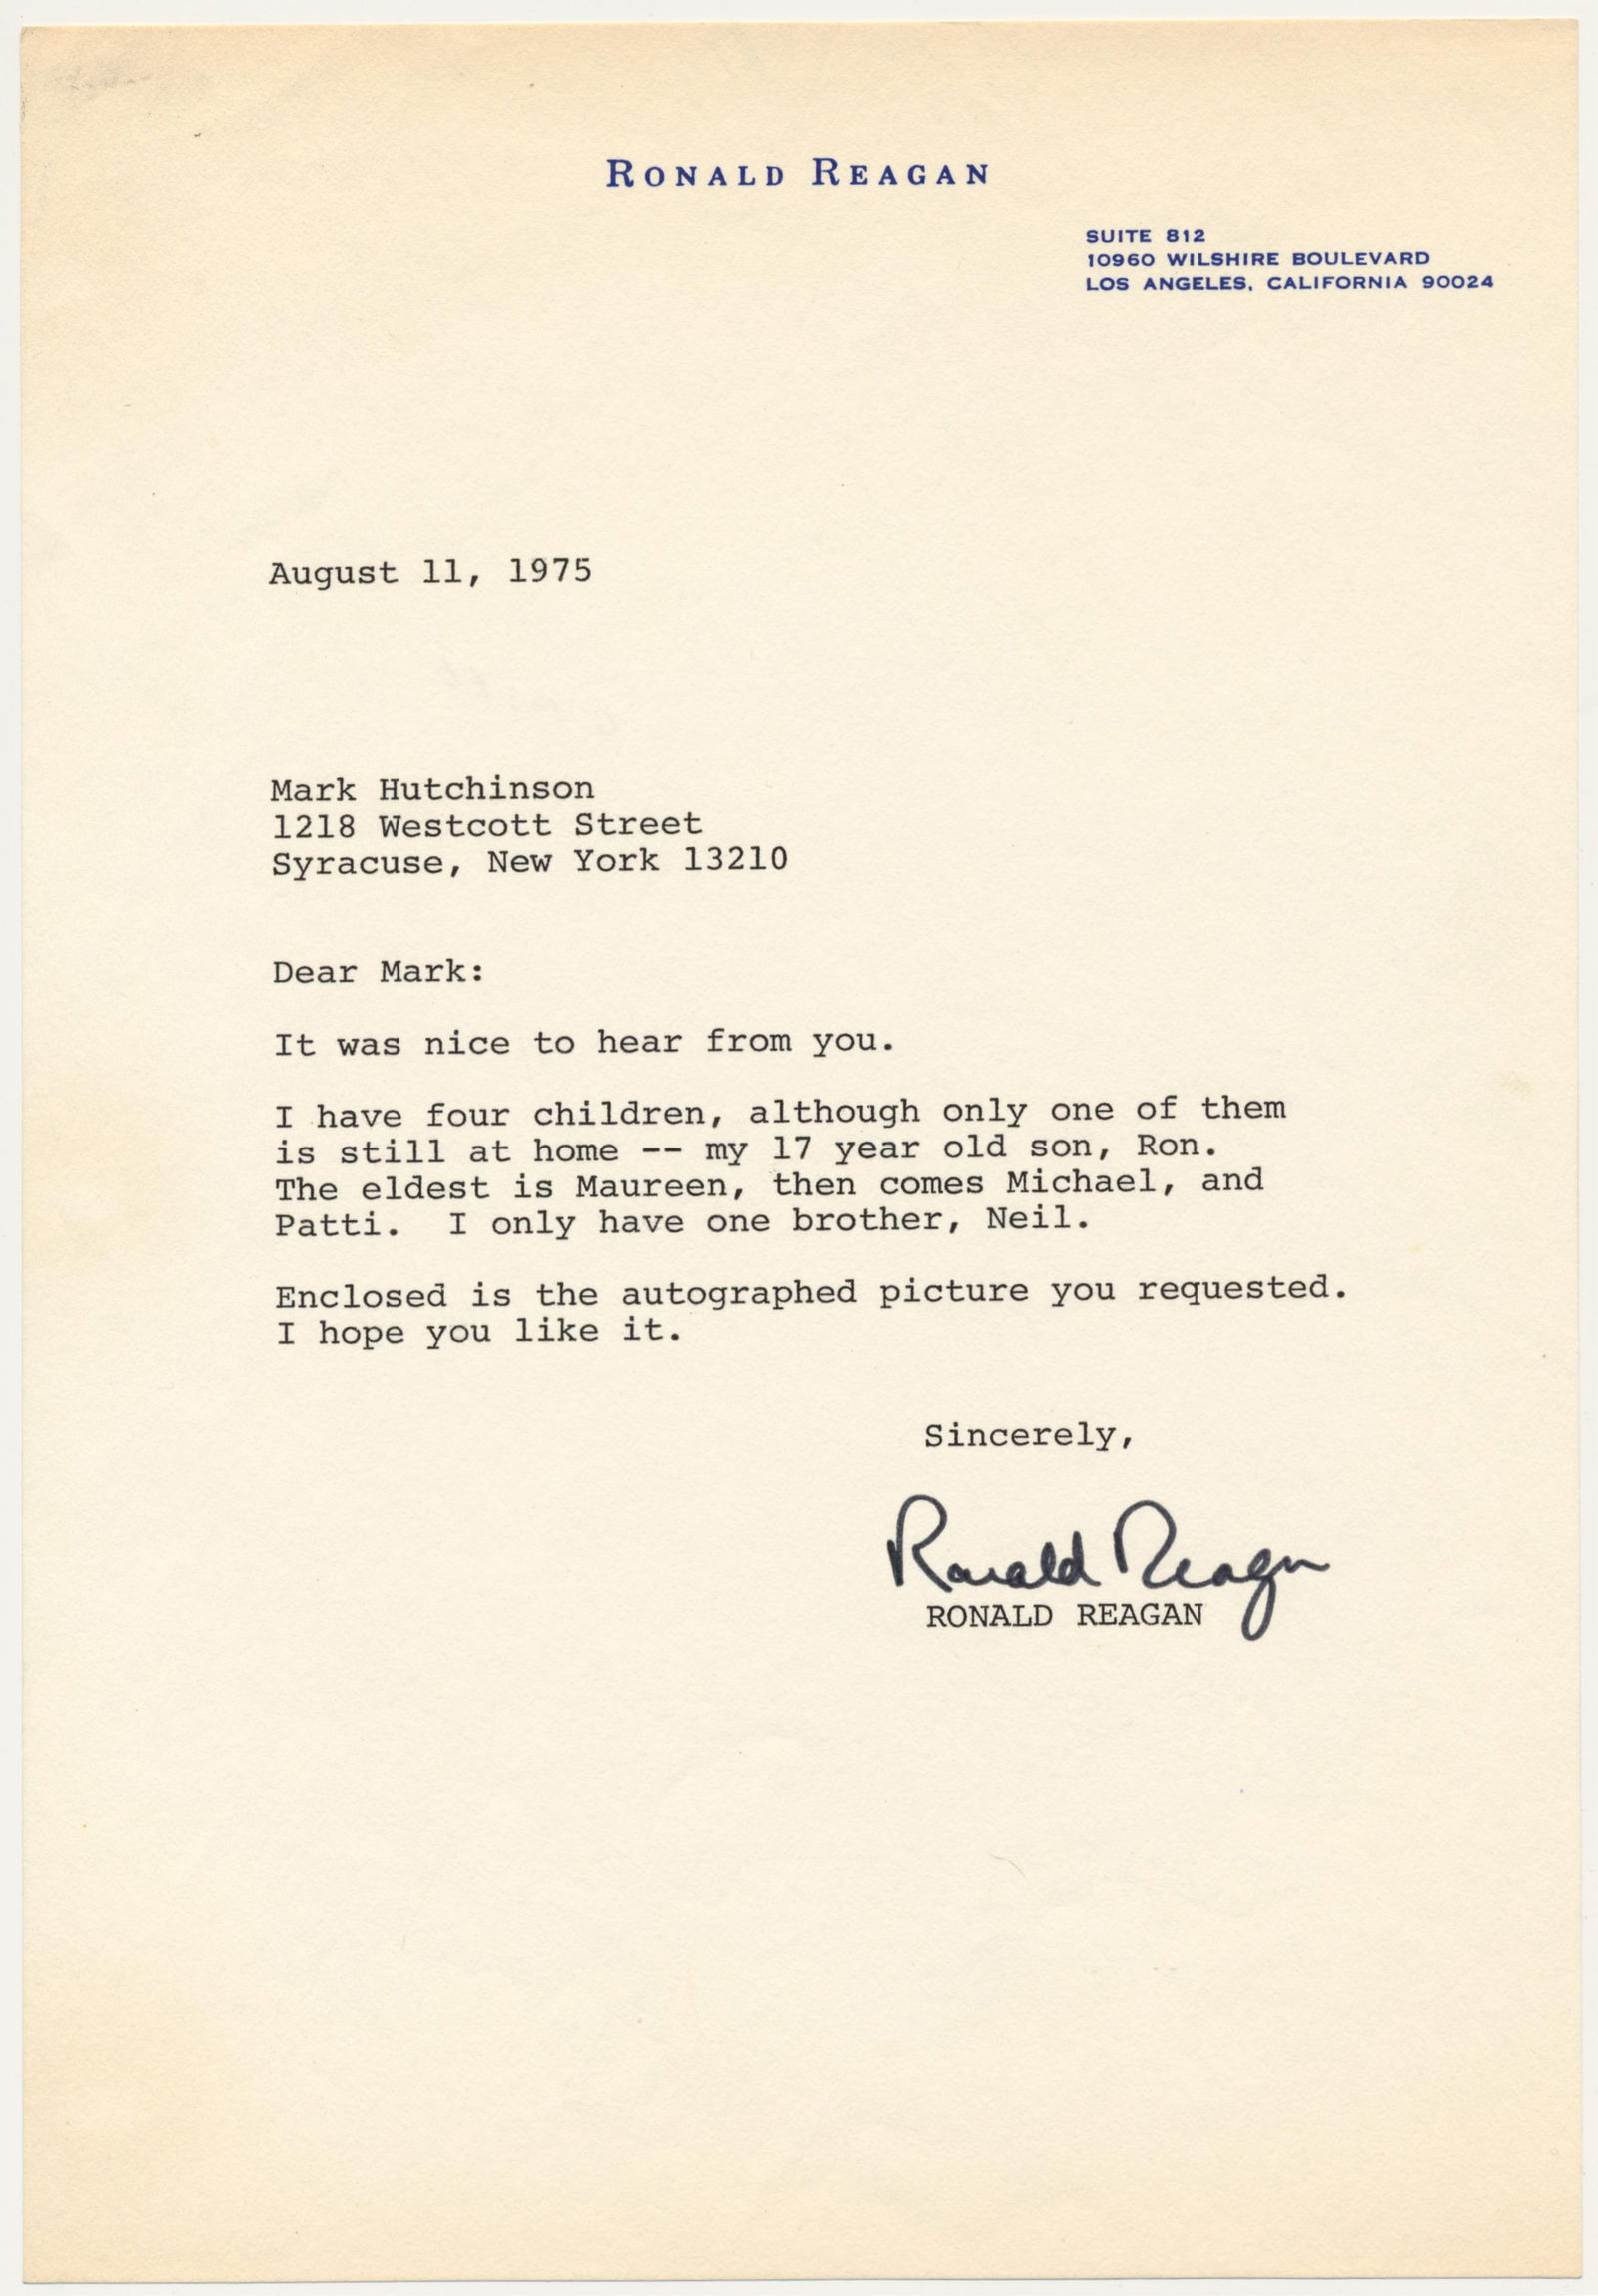 RONALD REAGAN
SUITE 812
10960 WILSHIRE BOULEVARD
LOS ANGELES, CALIFORNIA 90024
August 11, 1975
Mark Hutchinson
1218 Westcott Street
Syracuse, New York 13210
Dear Mark:
It was nice to hear from you.
I have four children, although only one of them
is still at home -- my 17 year old son, Ron.
The eldest is Maureen, then comes Michael, and
Patti. I only have one brother, Neil.
Enclosed is the autographed picture you requested.
I hope you like it.
Sincerely,
Ronald Reagan
RONALD REAGAN